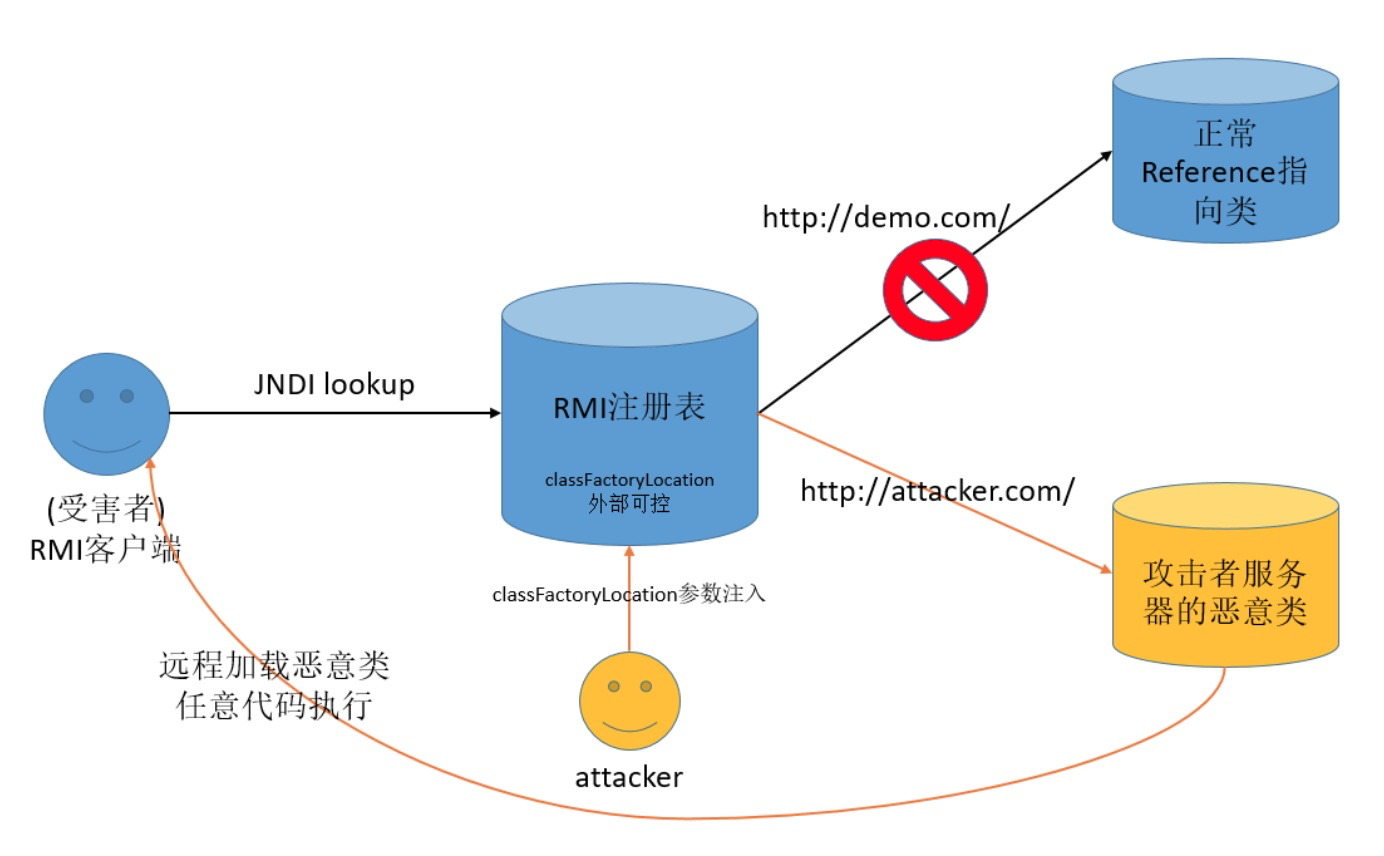 正常
Reference指
向类
http://demo.com/
JNDI lookup
RMI注册表
classFactoryLocation
外部可控
http://attacker.com/
(受害者)
RMI客户端
攻击者服务
器的恶意类
classFactoryLocation参数注入
远程加载恶意类
任意代码执行
attacker